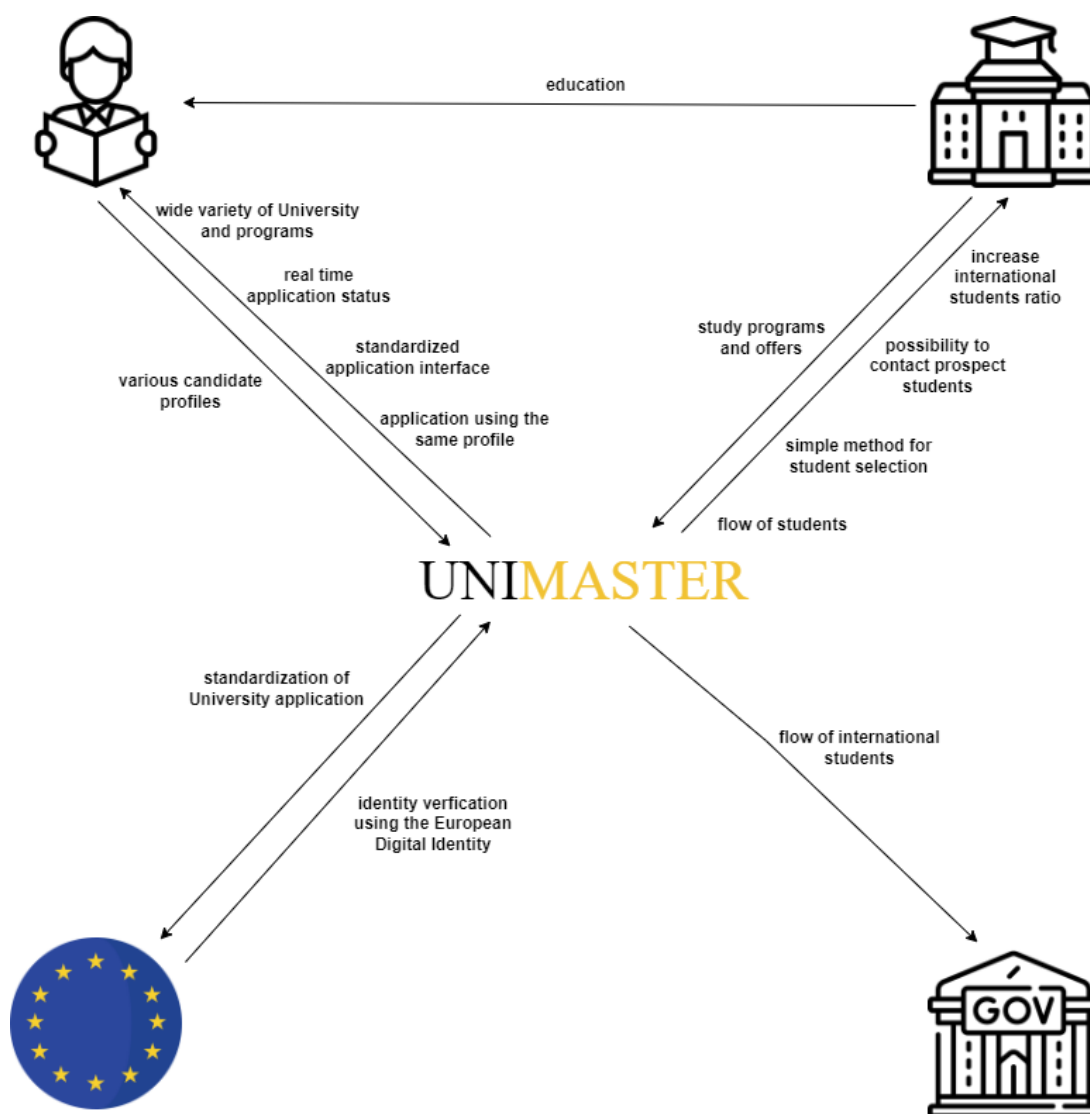 education
wide variety of University
and programs
real time
application status
standardized
application interface
application using the
same profile
various candidate
profiles
increase
international
students ratio
study programs
and offers
possibility to
contact prospect
students
simple method for
student selection
flow of students
UNIMASTER
standardization of
University application
identity verfication
using the European
Digital Identity
flow of international
students
GOV